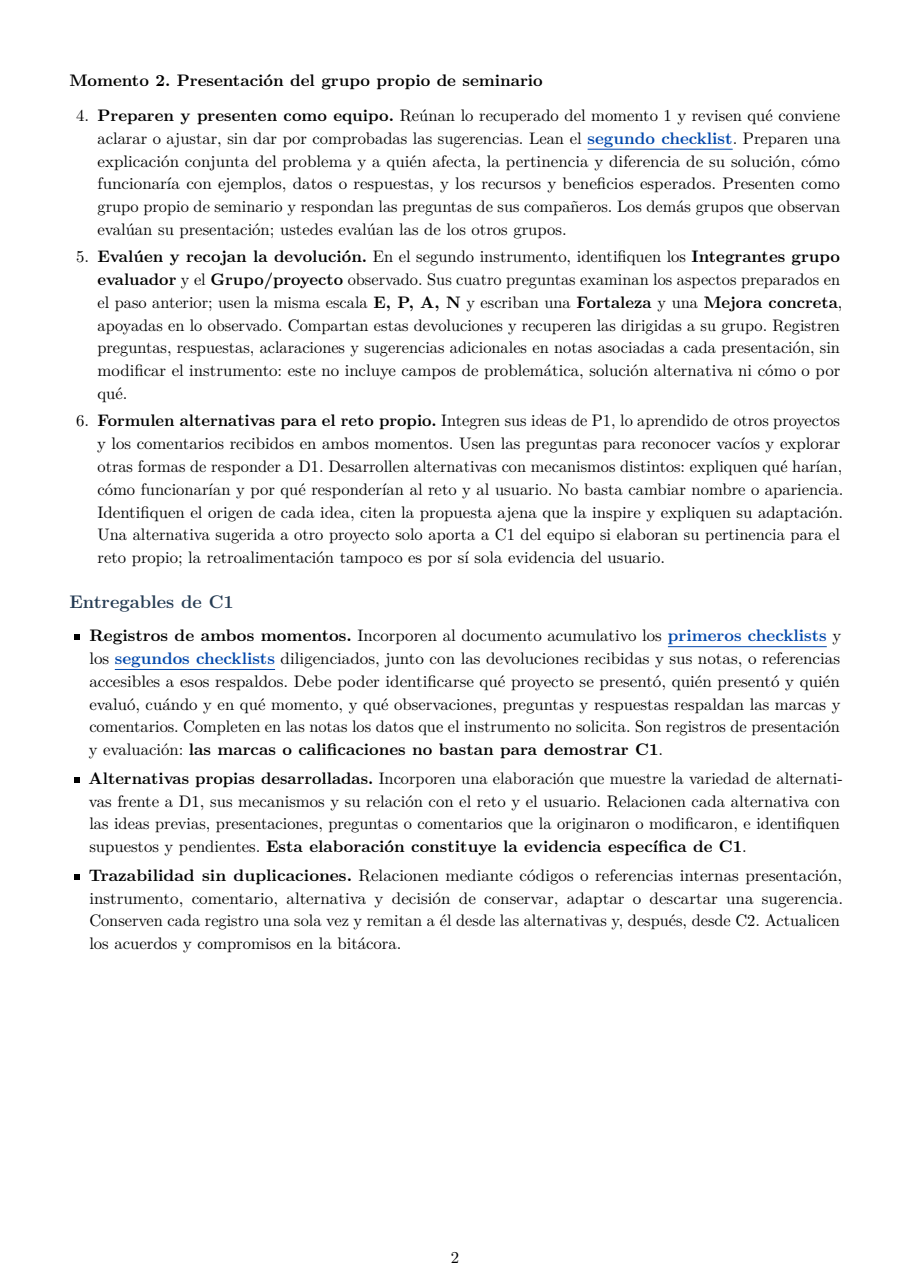 Momento 2. Presentación del grupo propio de seminario
4. Preparen y presenten como equipo. Reúnan lo recuperado del momento 1 y revisen qué conviene
aclarar o ajustar, sin dar por comprobadas las sugerencias. Lean el segundo checklist. Preparen una
explicación conjunta del problema y a quién afecta, la pertinencia y diferencia de su solución, cómo
funcionaría con ejemplos, datos o respuestas, y los recursos y beneficios esperados. Presenten como
grupo propio de seminario y respondan las preguntas de sus compañeros. Los demás grupos que observan
evalúan su presentación; ustedes evalúan las de los otros grupos.
5. Evalúen y recojan la devolución. En el segundo instrumento, identifiquen los Integrantes grupo
evaluador y el Grupo/proyecto observado. Sus cuatro preguntas examinan los aspectos preparados en
el paso anterior; usen la misma escala E, P, A, N y escriban una Fortaleza y una Mejora concreta,
apoyadas en lo observado. Compartan estas devoluciones y recuperen las dirigidas a su grupo. Registren
preguntas, respuestas, aclaraciones y sugerencias adicionales en notas asociadas a cada presentación, sin
modificar el instrumento: este no incluye campos de problemática, solución alternativa ni cómo o por
qué.
6. Formulen alternativas para el reto propio. Integren sus ideas de P1, lo aprendido de otros proyectos
y los comentarios recibidos en ambos momentos. Usen las preguntas para reconocer vacíos y explorar
otras formas de responder a D1. Desarrollen alternativas con mecanismos distintos: expliquen qué harían,
cómo funcionarían y por qué responderían al reto y al usuario. No basta cambiar nombre o apariencia.
Identifiquen el origen de cada idea, citen la propuesta ajena que la inspire y expliquen su adaptación.
Una alternativa sugerida a otro proyecto solo aporta a C1 del equipo si elaboran su pertinencia para el
reto propio; la retroalimentación tampoco es por sí sola evidencia del usuario.
Entregables de C1
▪ Registros de ambos momentos. Incorporen al documento acumulativo los primeros checklists y
los segundos checklists diligenciados, junto con las devoluciones recibidas y sus notas, o referencias
accesibles a esos respaldos. Debe poder identificarse qué proyecto se presentó, quién presentó y quién
evaluó, cuándo y en qué momento, y qué observaciones, preguntas y respuestas respaldan las marcas y
comentarios. Completen en las notas los datos que el instrumento no solicita. Son registros de presentación
y evaluación: las marcas o calificaciones no bastan para demostrar C1.
▪ Alternativas propias desarrolladas. Incorporen una elaboración que muestre la variedad de alternati-
vas frente a D1, sus mecanismos y su relación con el reto y el usuario. Relacionen cada alternativa con
las ideas previas, presentaciones, preguntas o comentarios que la originaron o modificaron, e identifiquen
supuestos y pendientes. Esta elaboración constituye la evidencia específica de C1.
▪ Trazabilidad sin duplicaciones. Relacionen mediante códigos o referencias internas presentación,
instrumento, comentario, alternativa y decisión de conservar, adaptar o descartar una sugerencia.
Conserven cada registro una sola vez y remitan a él desde las alternativas y, después, desde C2. Actualicen
los acuerdos y compromisos en la bitácora.
2